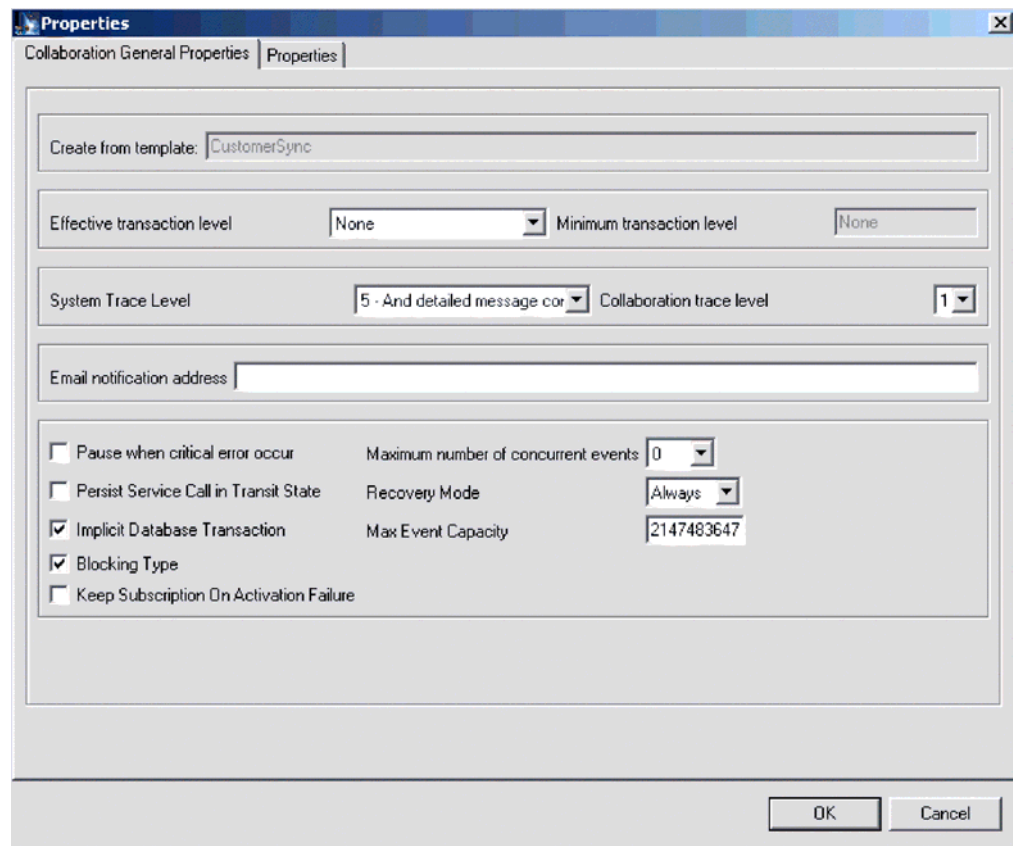 Properties
Collaboration General Properties Properties
Create from template: CustomerSync
Effective transaction level None Minimum transaction level None
System Trace Level 5 - And detailed message cor Collaboration trace level 1
Email notification address
Pause when critical error occur Maximum number of concurrent events 0
Persist Service Call in Transit State Recovery Mode Always
Implicit Database Transaction Max Event Capacity 2147483647
Blocking Type
Keep Subscription On Activation Failure
OK Cancel